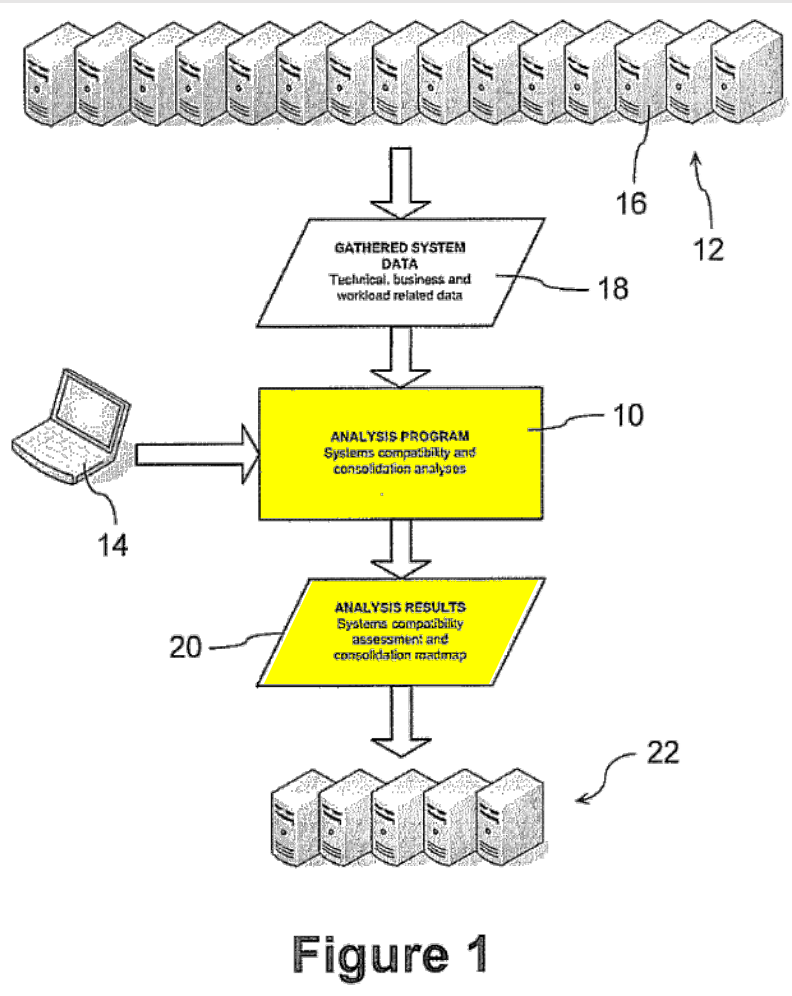 16
12
GATHERED SYSTEM
DATA
Technical, business and
workload related data
18
10
ANALYSIS PROGRAM
Systems compatibility and
consolidation analyses
14
ANALYSIS RESULTS
Systems compatibility
assessment and
consolidation roadmap
20
22
Figure 1